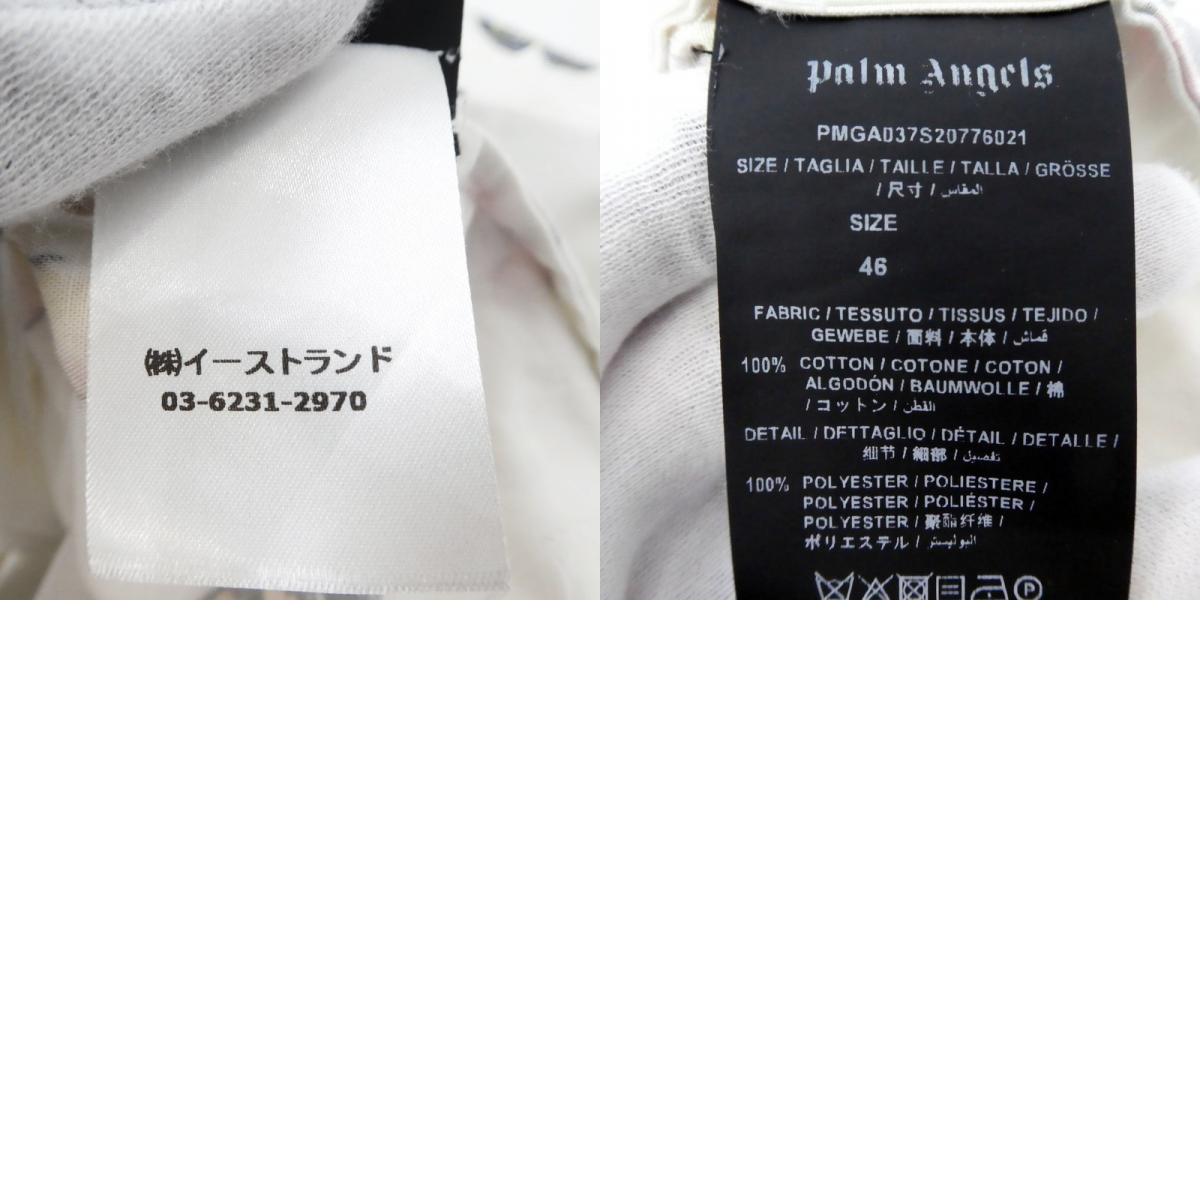 ㈱イーストランド
03-6231-2970
Palm Angels
PMGA037S20776021
SIZE / TAGLIA / TAILLE / TALLA / GRÖSSE
/ 尺寸 / المقاس
SIZE
46
FABRIC / TESSUTO / TISSUS / TEJIDO /
GEWEBE / 面料 / 本体 / قماش
100% COTTON / COTONE / COTON /
ALGODÓN / BAUMWOLLE / 棉
/ コットン / القطن
DETAIL / DETTAGLIO / DÉTAIL / DETALLE /
细节 / 細部 / تفصيل
100% POLYESTER / POLIESTERE /
POLYESTER / POLIÉSTER /
POLYESTER / 聚酯纤维 /
ポリエステル / البوليستر
P